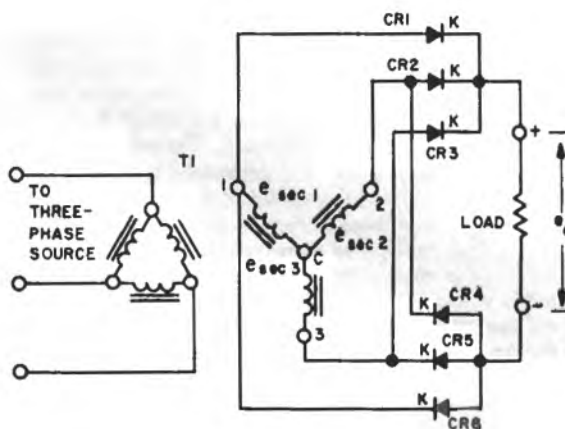 CR1
K
CR2
K
K
CR3
T1
TO
THREE-
PHASE
SOURCE
1
e sec 1
2
e sec 2
e sec 3
C
3
+
LOAD
e
-
K
CR4
K
CR5
K
CR6